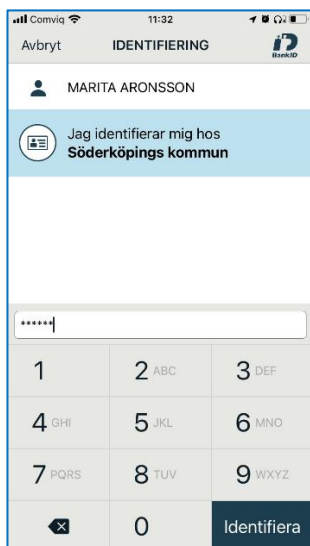 Comviq 11:32
Avbryt IDENTIFIERING BankID
MARITA ARONSSON
Jag identifierar mig hos
Söderköpings kommun
******
1 2 ABC 3 DEF
4 GHI 5 JKL 6 MNO
7 PQRS 8 TUV 9 WXYZ
0 Identifiera